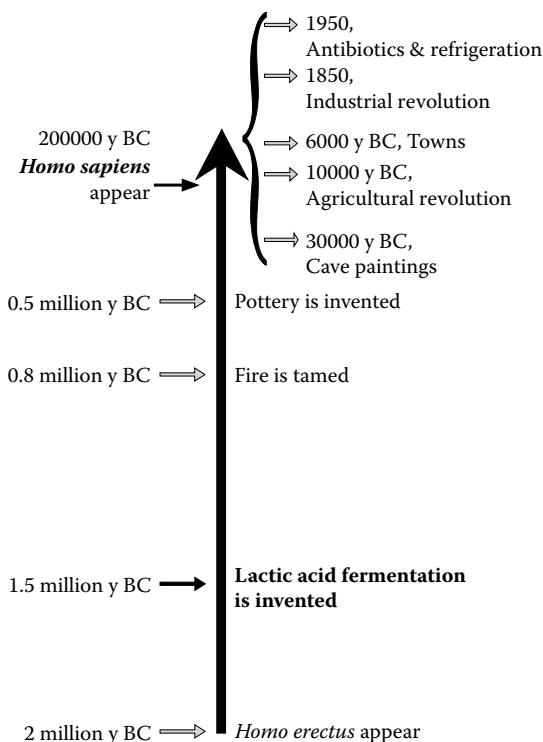 1950,
Antibiotics & refrigeration
1850,
Industrial revolution
200000 y BC
Homo sapiens
appear
6000 y BC, Towns
10000 y BC,
Agricultural revolution
30000 y BC,
Cave paintings
0.5 million y BC
Pottery is invented
0.8 million y BC
Fire is tamed
1.5 million y BC
Lactic acid fermentation
is invented
2 million y BC
Homo erectus appear